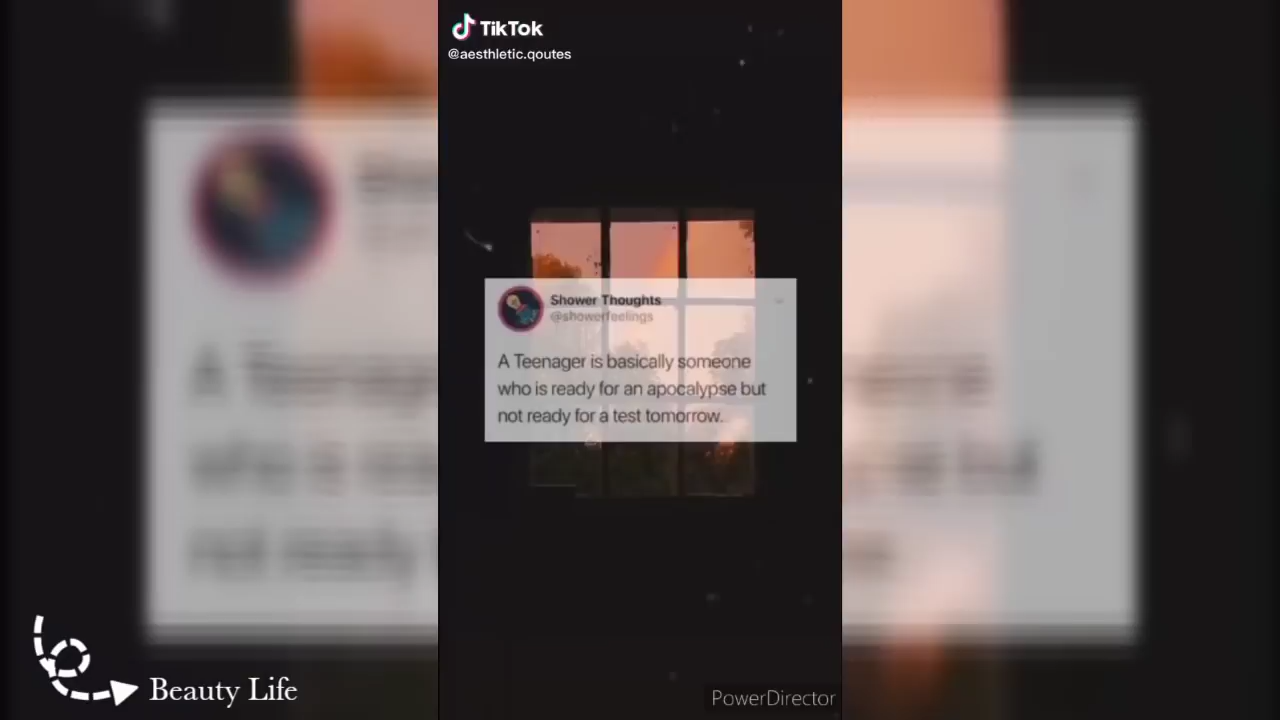 TikTok
@aesthletic.qoutes
Shower Thoughts
@showerfeelings
A Teenager is basically someone
who is ready for an apocalypse but
not ready for a test tomorrow.
Beauty Life
PowerDirector